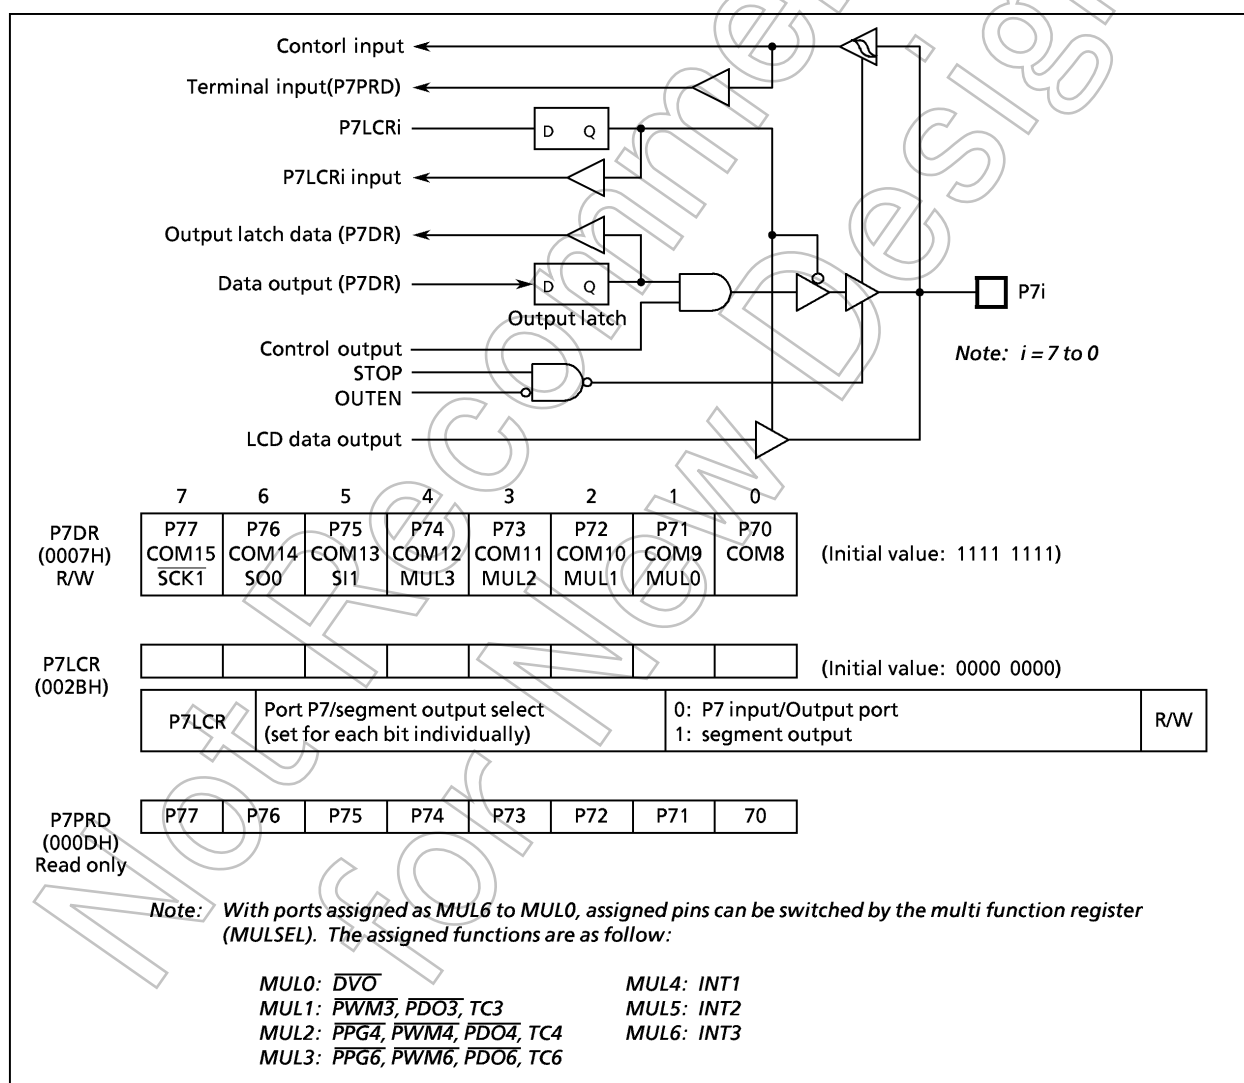 Contorl input
Terminal input(P7PRD)
P7LCRi
D Q
P7LCRi input
Output latch data (P7DR)
Data output (P7DR)
D Q
Output latch
P7i
Control output
Note: i = 7 to 0
STOP
OUTEN
LCD data output
7 6 5 4 3 2 1 0
P7DR
(0007H)
R/W
P77 P76 P75 P74 P73 P72 P71 P70
COM15 COM14 COM13 COM12 COM11 COM10 COM9 COM8
SCK1 SO0 SI1 MUL3 MUL2 MUL1 MUL0
(Initial value: 1111 1111)
P7LCR
(002BH)
(Initial value: 0000 0000)
P7LCR
Port P7/segment output select
(set for each bit individually)
0: P7 input/Output port
1: segment output
R/W
P7PRD
(000DH)
Read only
P77 P76 P75 P74 P73 P72 P71 70
Note: With ports assigned as MUL6 to MUL0, assigned pins can be switched by the multi function register
(MULSEL). The assigned functions are as follow:
MUL0: DVO
MUL1: PWM3, PDO3, TC3
MUL2: PPG4, PWM4, PDO4, TC4
MUL3: PPG6, PWM6, PDO6, TC6
MUL4: INT1
MUL5: INT2
MUL6: INT3
Not Recommen
for New Desig